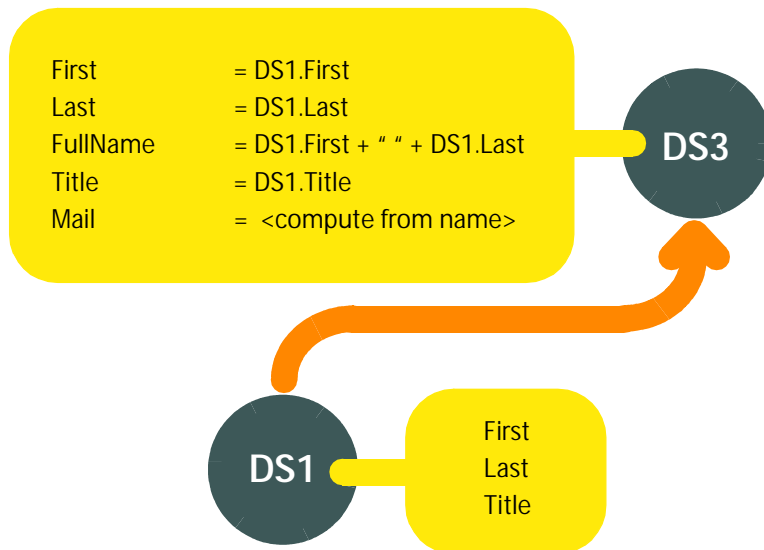 First = DS1.First
Last = DS1.Last
FullName = DS1.First + “ “ + DS1.Last
Title = DS1.Title
Mail = <compute from name>
DS3
DS1
First
Last
Title